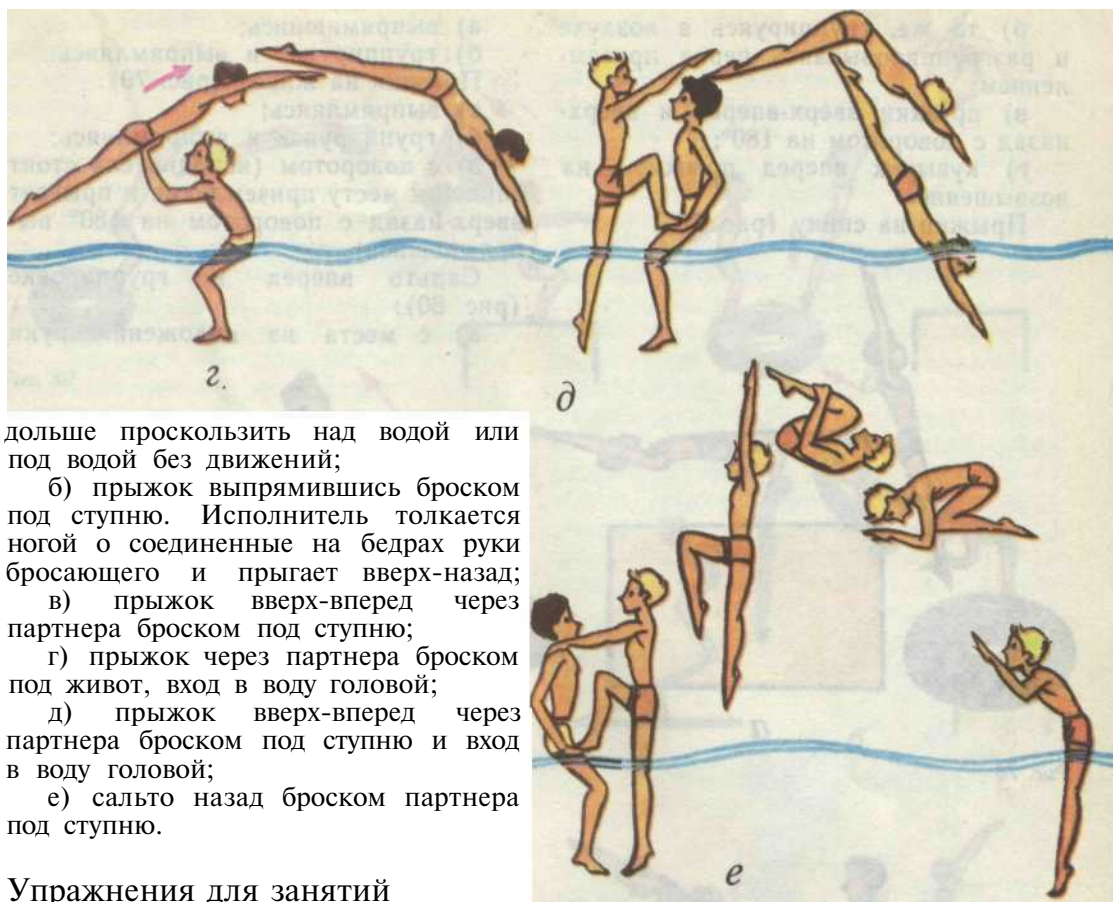 г.
д
дольше проскользить над водой или
под водой без движений;
б) прыжок выпрямившись броском
под ступню. Исполнитель толкается
ногой о соединенные на бедрах руки
бросающего и прыгает вверх-назад;
в) прыжок вверх-вперед через
партнера броском под ступню;
г) прыжок через партнера броском
под живот, вход в воду головой;
д) прыжок вверх-вперед через
партнера броском под ступню и вход
в воду головой;
е) сальто назад броском партнера
под ступню.
е
Упражнения для занятий